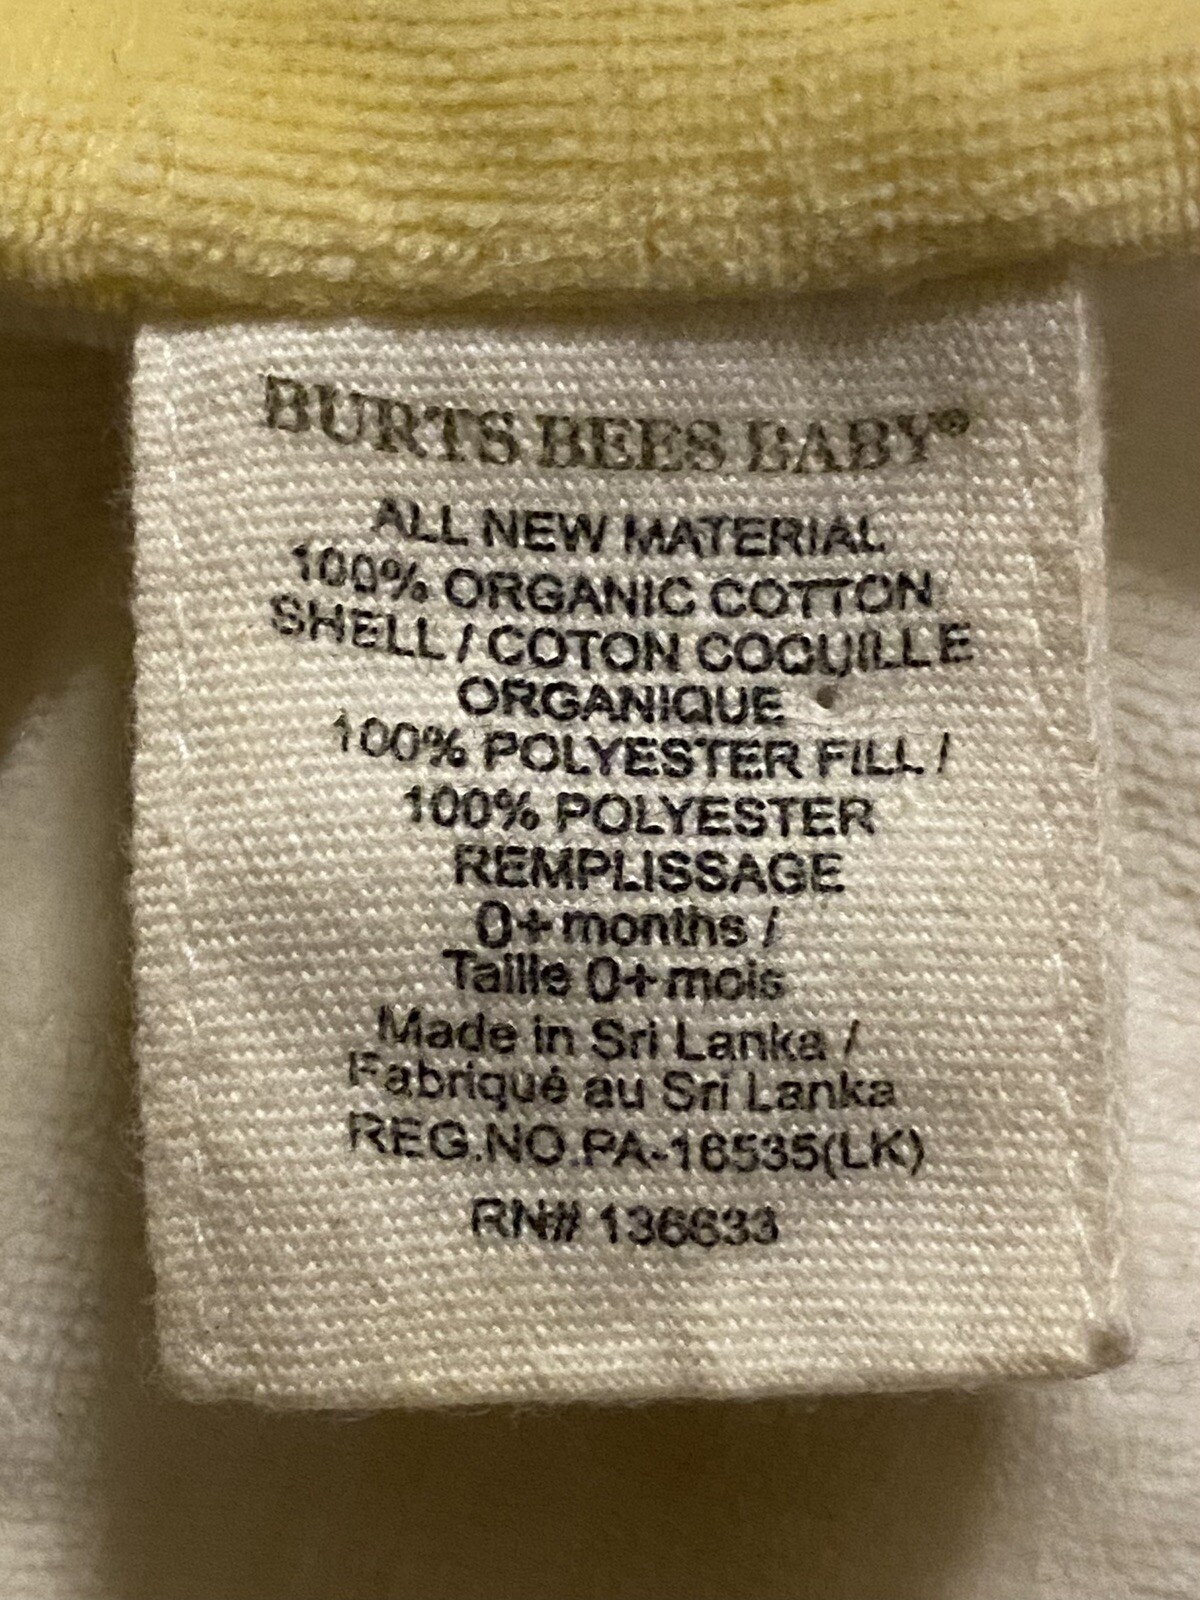 BURTS BEES BABY®
ALL NEW MATERIAL
100% ORGANIC COTTON
SHELL / COTON COQUILLE
ORGANIQUE
100% POLYESTER FILL /
100% POLYESTER
REMPLISSAGE
0+ months /
Taille 0+ mois
Made in Sri Lanka /
Fabriqué au Sri Lanka
REG.NO.PA-16535(LK)
RN# 136633